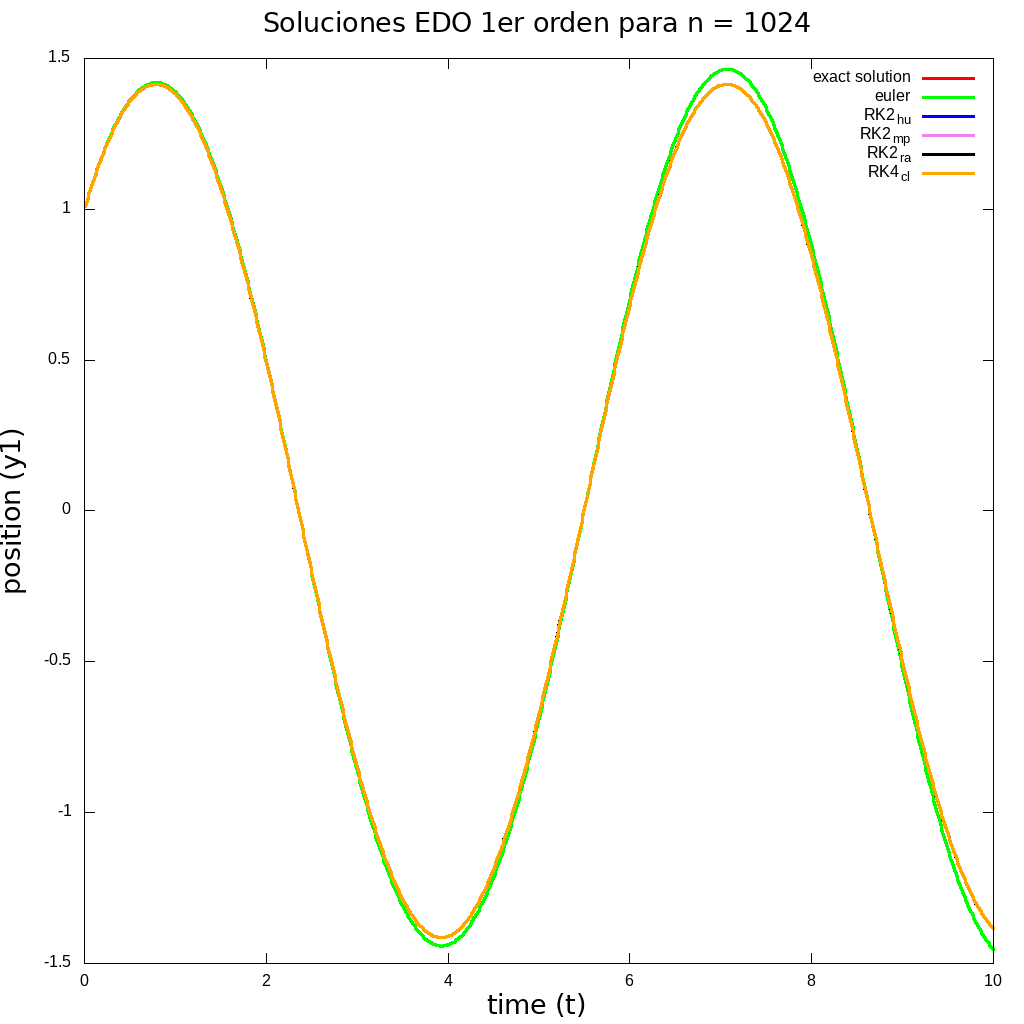 Soluciones EDO 1er orden para n = 1024
exact solution
euler
RK2hu
RK2mp
RK2ra
RK4cl
1.5
1
0.5
0
-0.5
-1
-1.5
position (y1)
0 2 4 6 8 10
time (t)